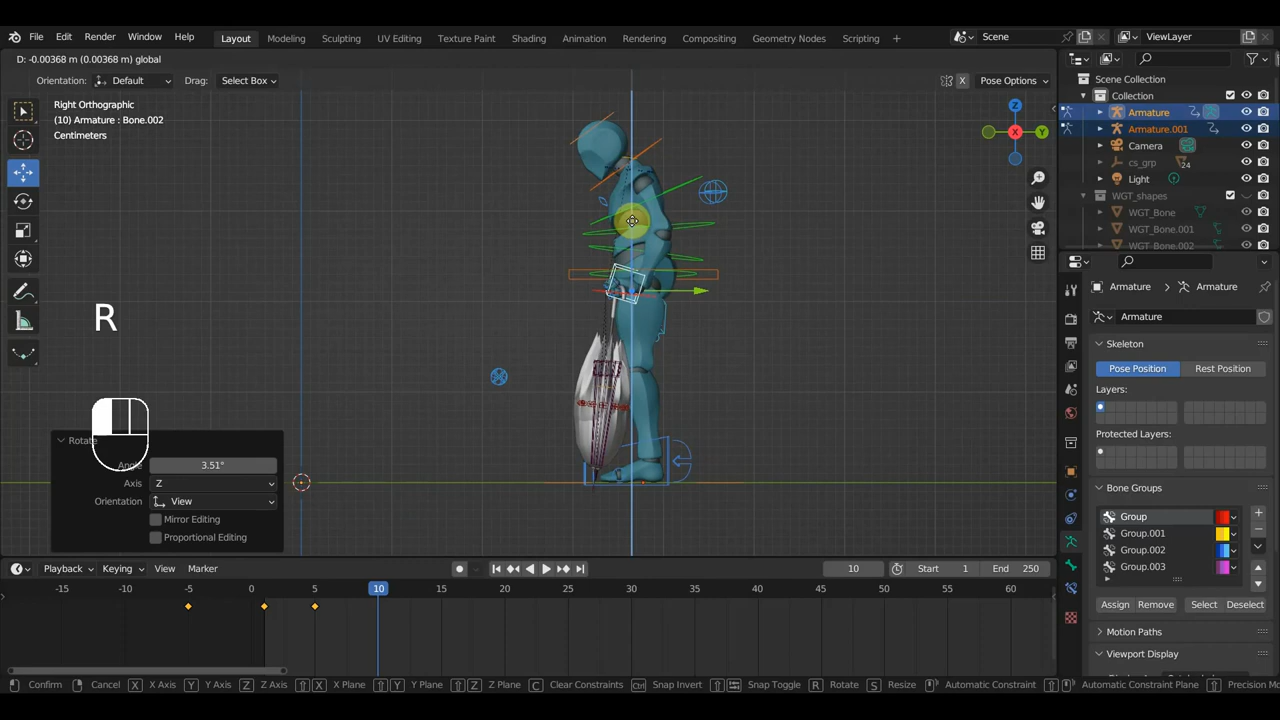 File Edit Render Window Help Layout Modeling Sculpting UV Editing Texture Paint Shading Animation Rendering Compositing Geometry Nodes Scripting + Scene ViewLayer
D: -0.00368 m (0.00368 m) global
Orientation: Default Drag: Select Box X Pose Options
Right Orthographic
(10) Armature : Bone.002
Centimeters
Z
X
Y
R
Rotate
Angle 3.51°
Axis Z
Orientation View
Mirror Editing
Proportional Editing
Scene Collection
Collection
Armature
Armature.001
Camera
cs_grp 24
Light
WGT_shapes
WGT_Bone
WGT_Bone.001
WGT_Bone.002
Armature > Armature
Armature
Skeleton
Pose Position Rest Position
Layers:
Protected Layers:
Bone Groups
Group
Group.001
Group.002
Group.003
Assign Remove Select Deselect
Motion Paths
Viewport Display
Playback Keying View Marker 10 Start 1 End 250
-15 -10 -5 0 5 10 15 20 25 30 35 40 45 50 55 60
Confirm Cancel X X Axis Y Y Axis Z Z Axis X X Plane Y Y Plane Z Z Plane C Clear Constraints Ctrl Snap Invert Snap Toggle R Rotate S Resize Automatic Constraint Automatic Constraint Plane Precision Mo